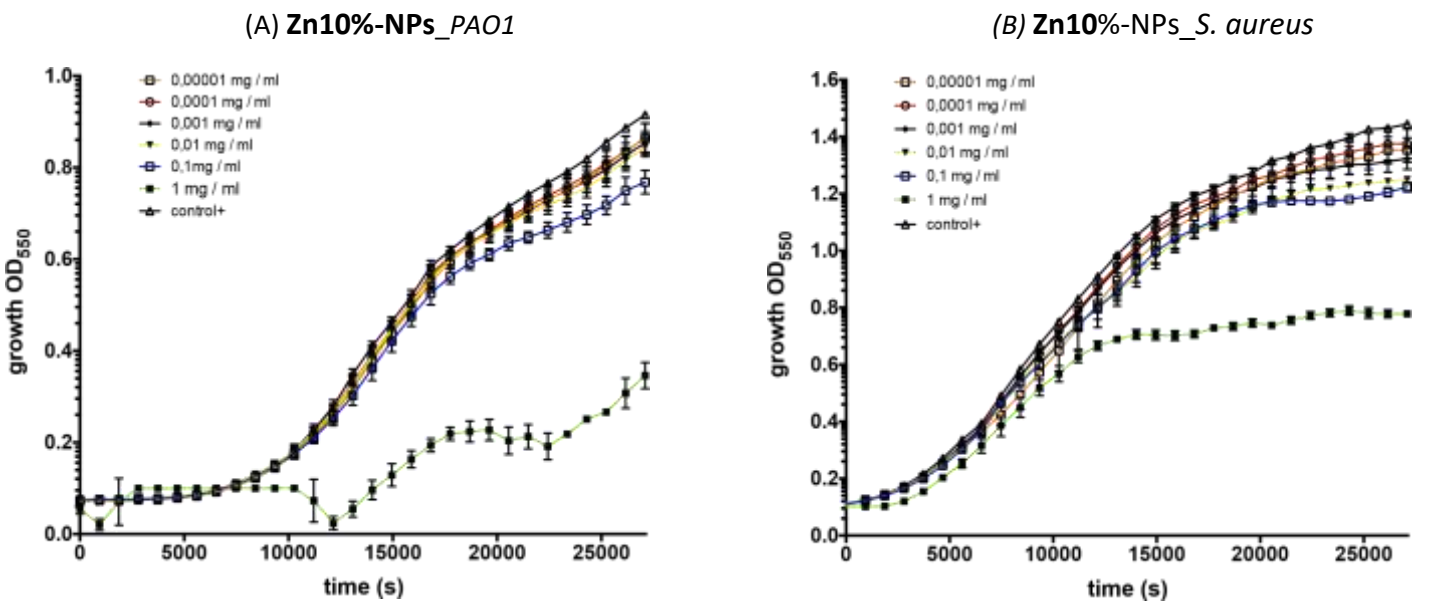 (A) Zn10%-NPs_PAO1
0,00001 mg / ml
0,0001 mg / ml
0,001 mg / ml
0,01 mg / ml
0,1mg / ml
1 mg / ml
control+
1.0
0.8
0.6
0.4
0.2
0.0
growth OD550
0 5000 10000 15000 20000 25000
time (s)
(B) Zn10%-NPs_S. aureus
0,00001 mg / ml
0,0001 mg / ml
0,001 mg / ml
0,01 mg / ml
0,1 mg / ml
1 mg / ml
control+
1.6
1.4
1.2
1.0
0.8
0.6
0.4
0.2
0.0
growth OD550
0 5000 10000 15000 20000 25000
time (s)